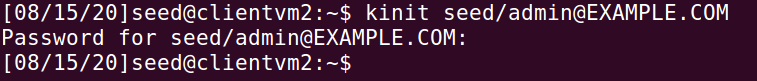 [08/15/20]seed@clientvm2:~$ kinit seed/admin@EXAMPLE.COM
Password for seed/admin@EXAMPLE.COM:
[08/15/20]seed@clientvm2:~$